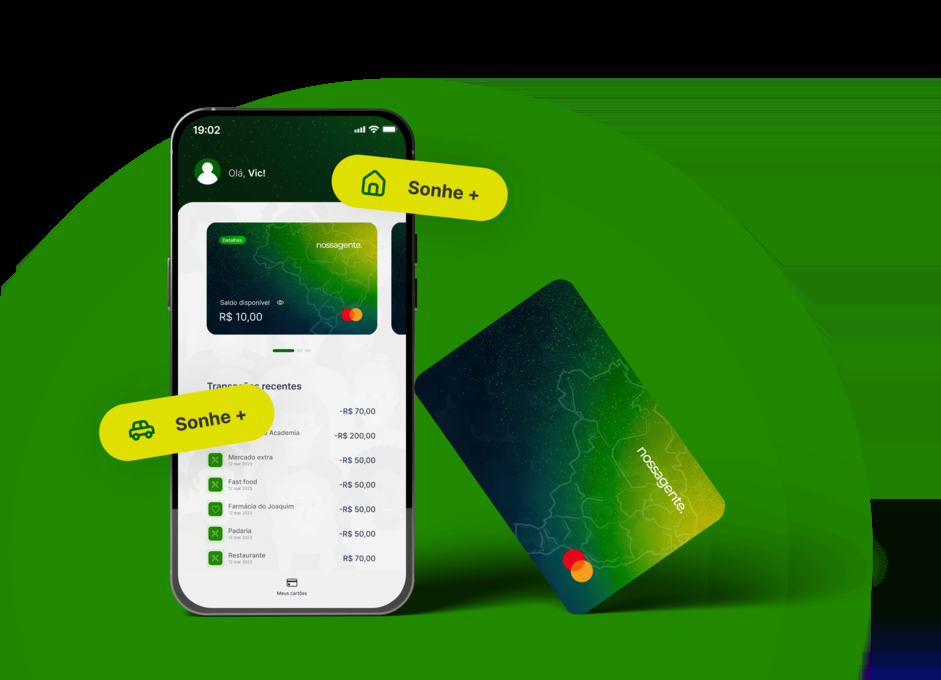 19:02
Olá, Vic!
Sonhe +
Detalhes
nossagente.
Saldo disponível
R$ 10,00
recentes
-R$ 70,00
Sonhe +
Academia
-R$ 200,00
Mercado extra
12 mar 2023
-R$ 50,00
Fast food
12 mar 2023
-R$ 50,00
Farmácia do Joaquim
12 mar 2023
-R$ 50,00
Padaria
12 mar 2023
-R$ 50,00
Restaurante
12 mar 2023
R$ 70,00
Meus cartões
nossagente.